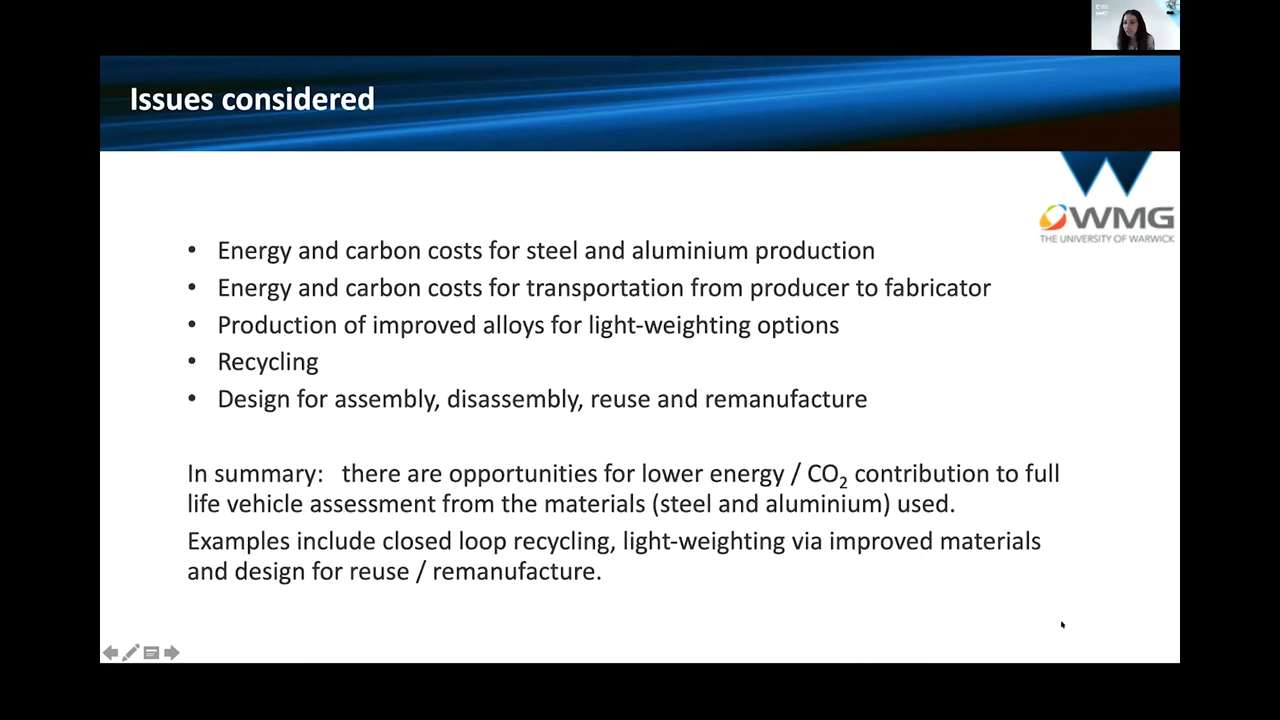 Issues considered
WMG
THE UNIVERSITY OF WARWICK
• Energy and carbon costs for steel and aluminium production
• Energy and carbon costs for transportation from producer to fabricator
• Production of improved alloys for light-weighting options
• Recycling
• Design for assembly, disassembly, reuse and remanufacture
In summary: there are opportunities for lower energy / CO₂ contribution to full
life vehicle assessment from the materials (steel and aluminium) used.
Examples include closed loop recycling, light-weighting via improved materials
and design for reuse / remanufacture.